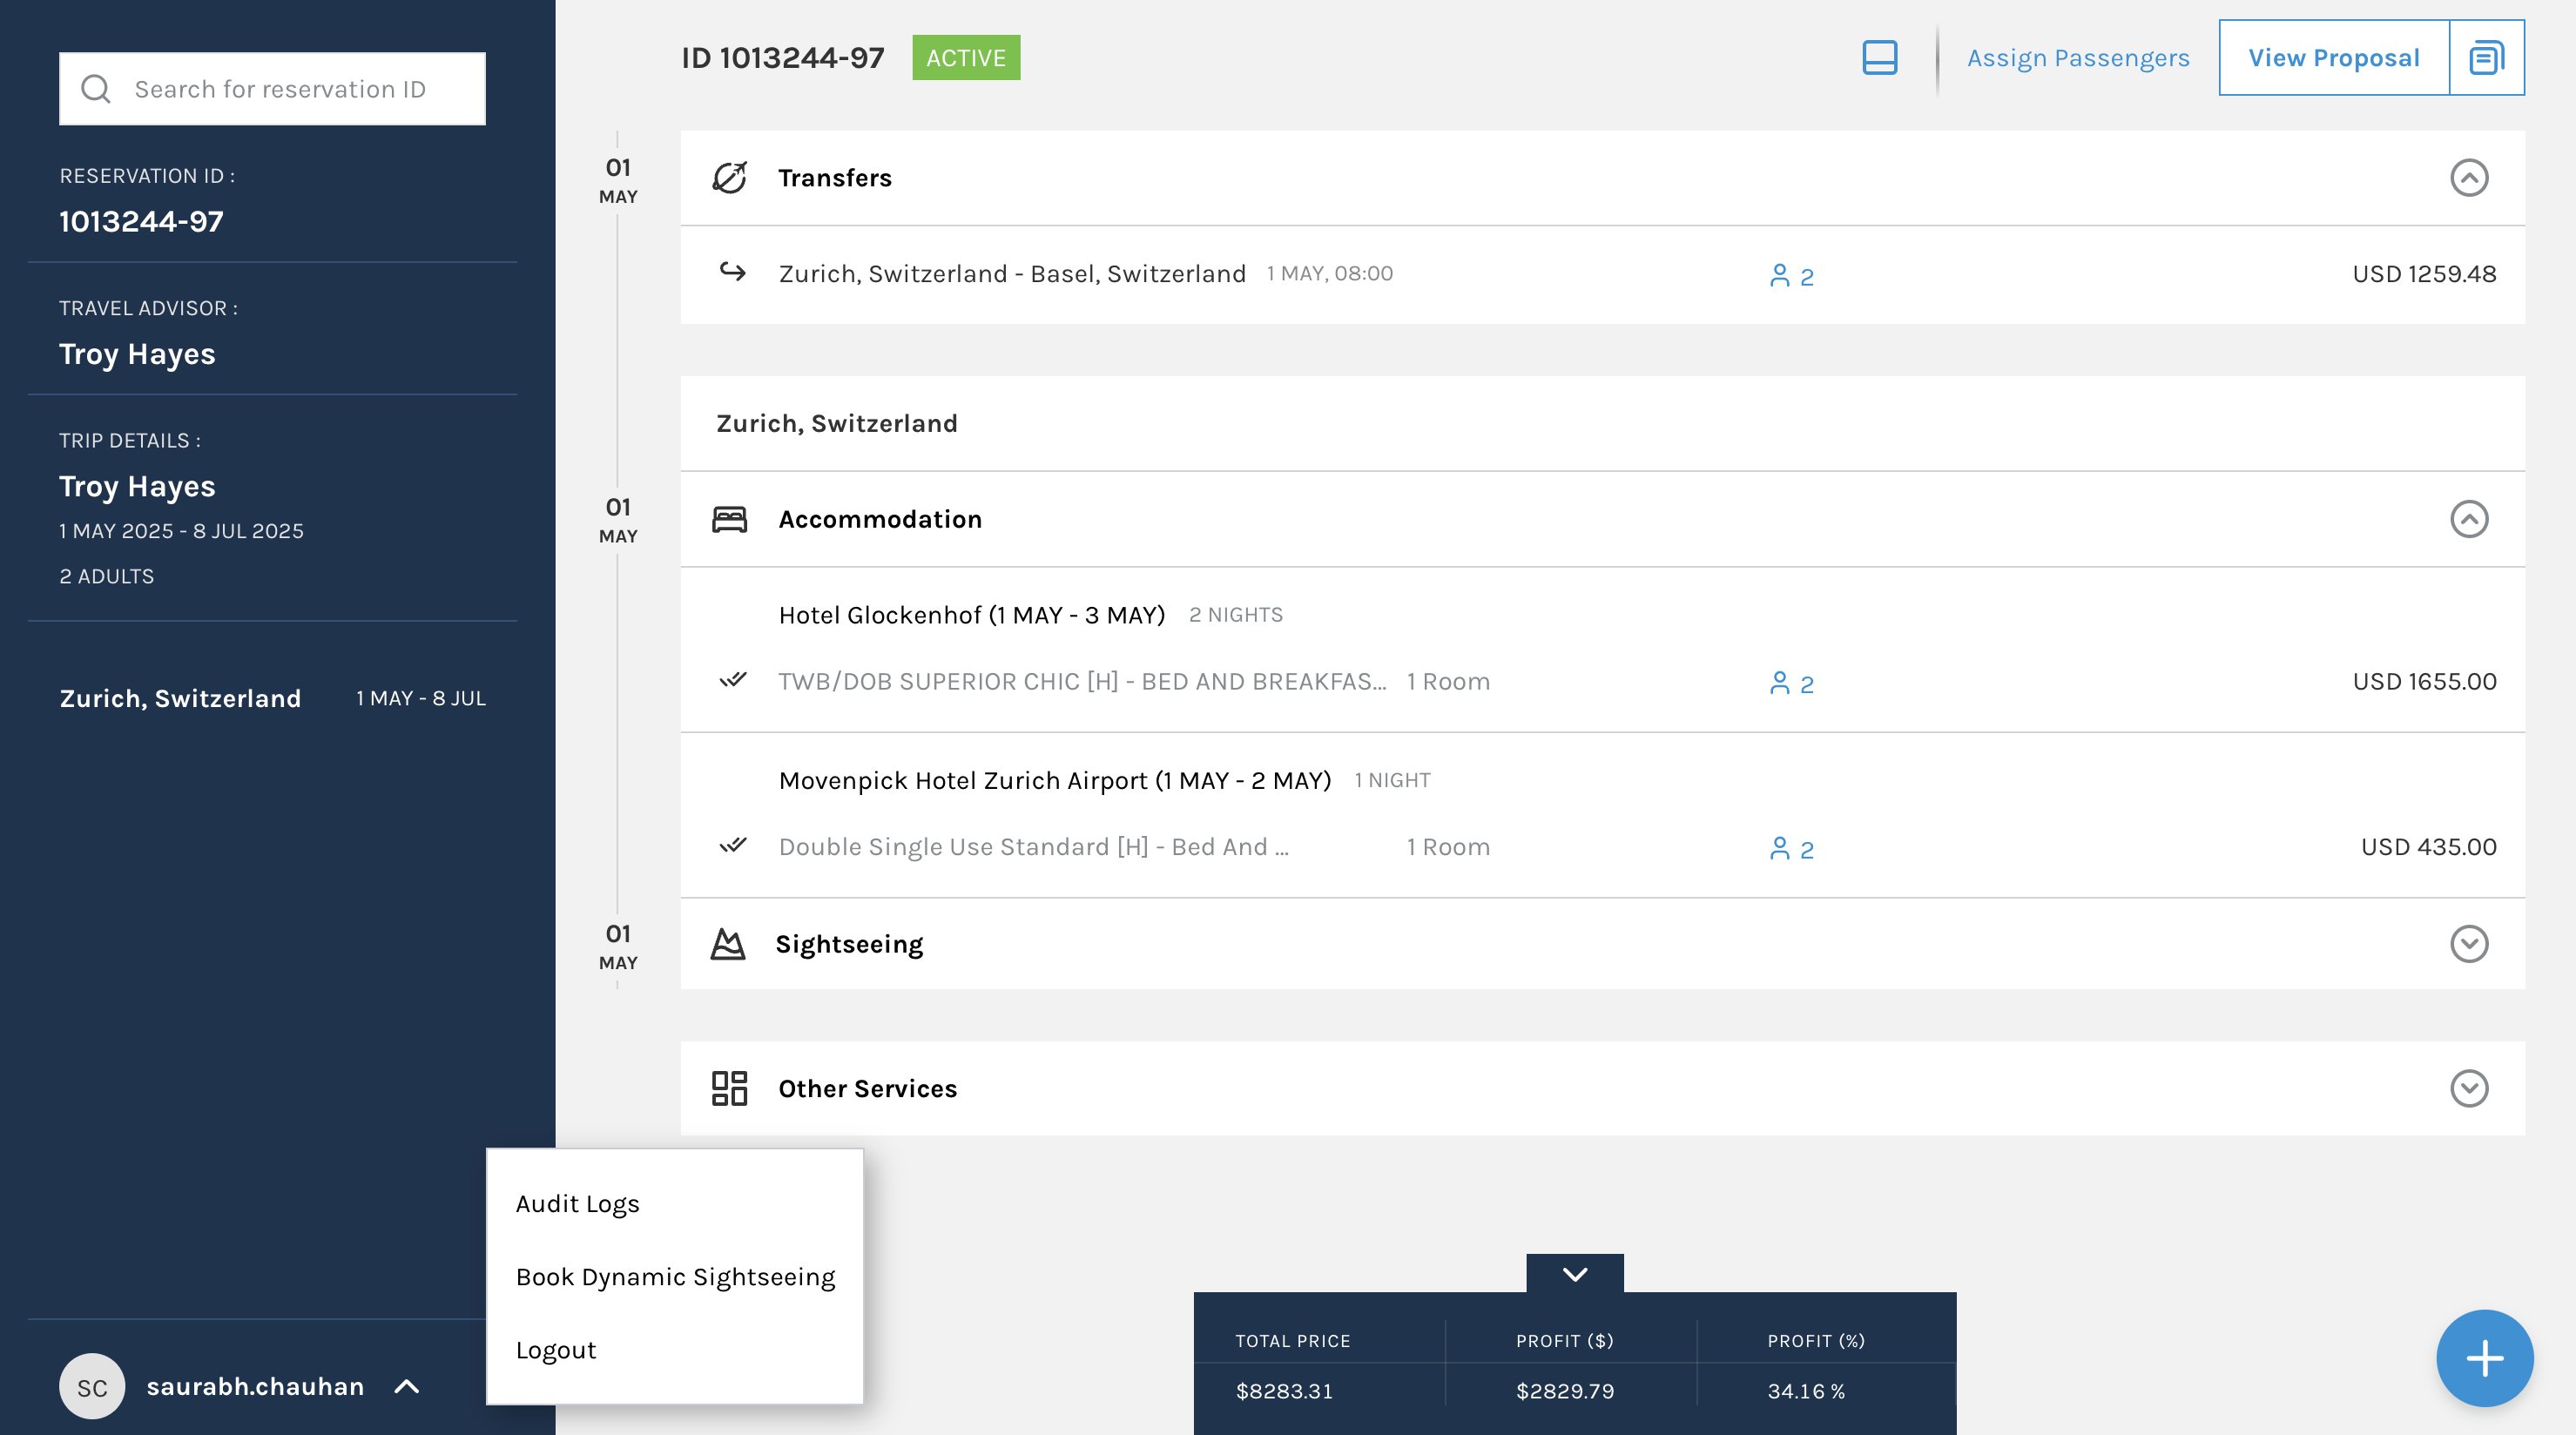 Search for reservation ID
RESERVATION ID :
1013244-97
TRAVEL ADVISOR :
Troy Hayes
TRIP DETAILS :
Troy Hayes
1 MAY 2025 - 8 JUL 2025
2 ADULTS
Zurich, Switzerland 1 MAY - 8 JUL
SC saurabh.chauhan
Audit Logs
Book Dynamic Sightseeing
Logout
ID 1013244-97 ACTIVE Assign Passengers View Proposal
01
MAY
Transfers
Zurich, Switzerland - Basel, Switzerland 1 MAY, 08:00 2 USD 1259.48
Zurich, Switzerland
01
MAY
Accommodation
Hotel Glockenhof (1 MAY - 3 MAY) 2 NIGHTS
TWB/DOB SUPERIOR CHIC [H] - BED AND BREAKFAS... 1 Room 2 USD 1655.00
Movenpick Hotel Zurich Airport (1 MAY - 2 MAY) 1 NIGHT
Double Single Use Standard [H] - Bed And ... 1 Room 2 USD 435.00
01
MAY
Sightseeing
Other Services
TOTAL PRICE PROFIT ($) PROFIT (%)
$8283.31 $2829.79 34.16 %